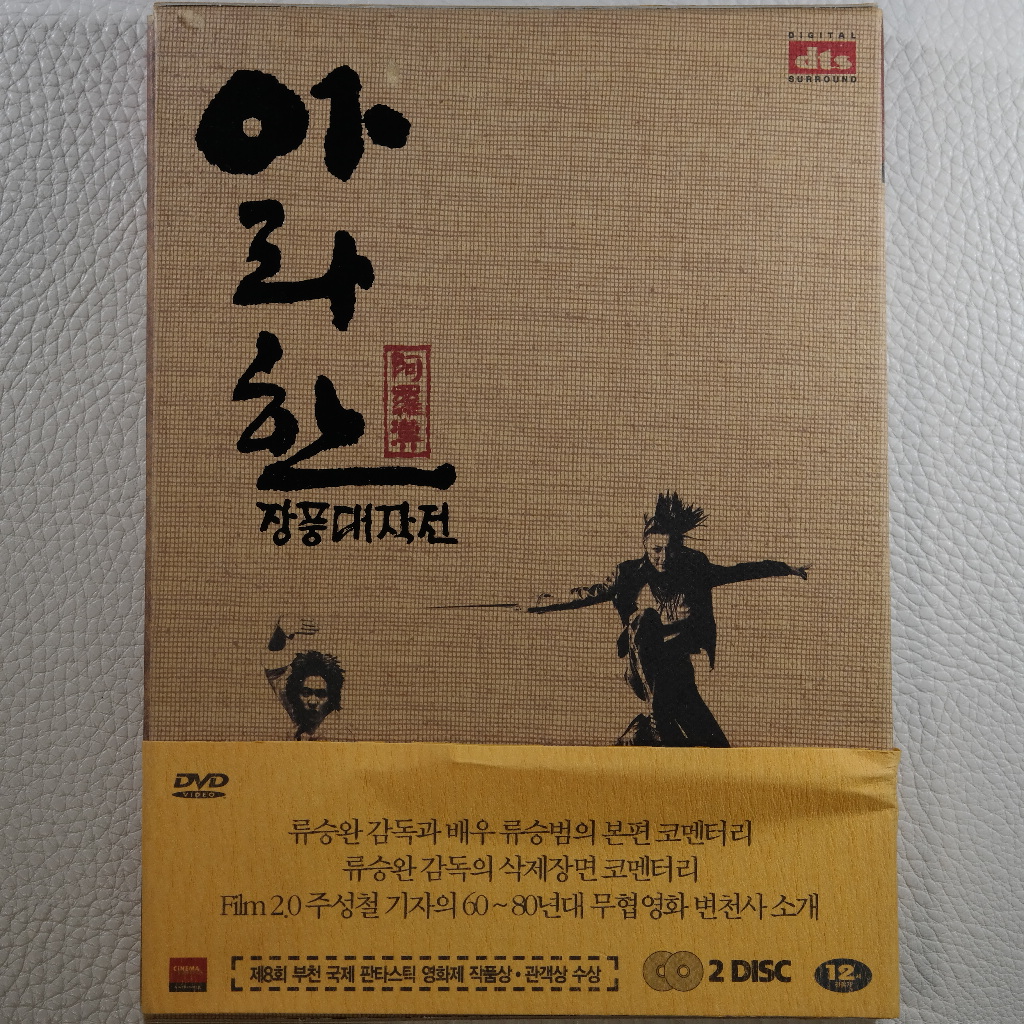 DIGITAL
dts
SURROUND
아라한
阿羅漢
장풍대작전
DVD
VIDEO
류승완 감독과 배우 류승범의 본편 코멘터리
류승완 감독의 삭제장면 코멘터리
Film 2.0 주성철 기자의 60 ~ 80년대 무협영화 변천사 소개
CINEMA
제8회 부천 국제 판타스틱 영화제 작품상·관객상 수상
2 DISC
12